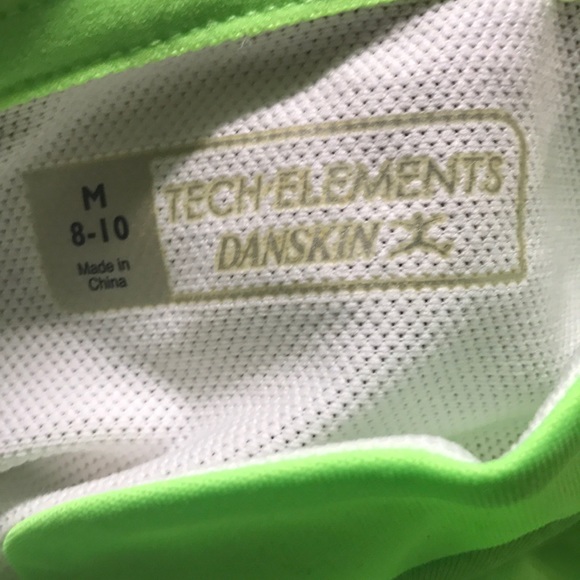 M
8-10
Made in
China
TECH·ELEMENTS
DANSKIN